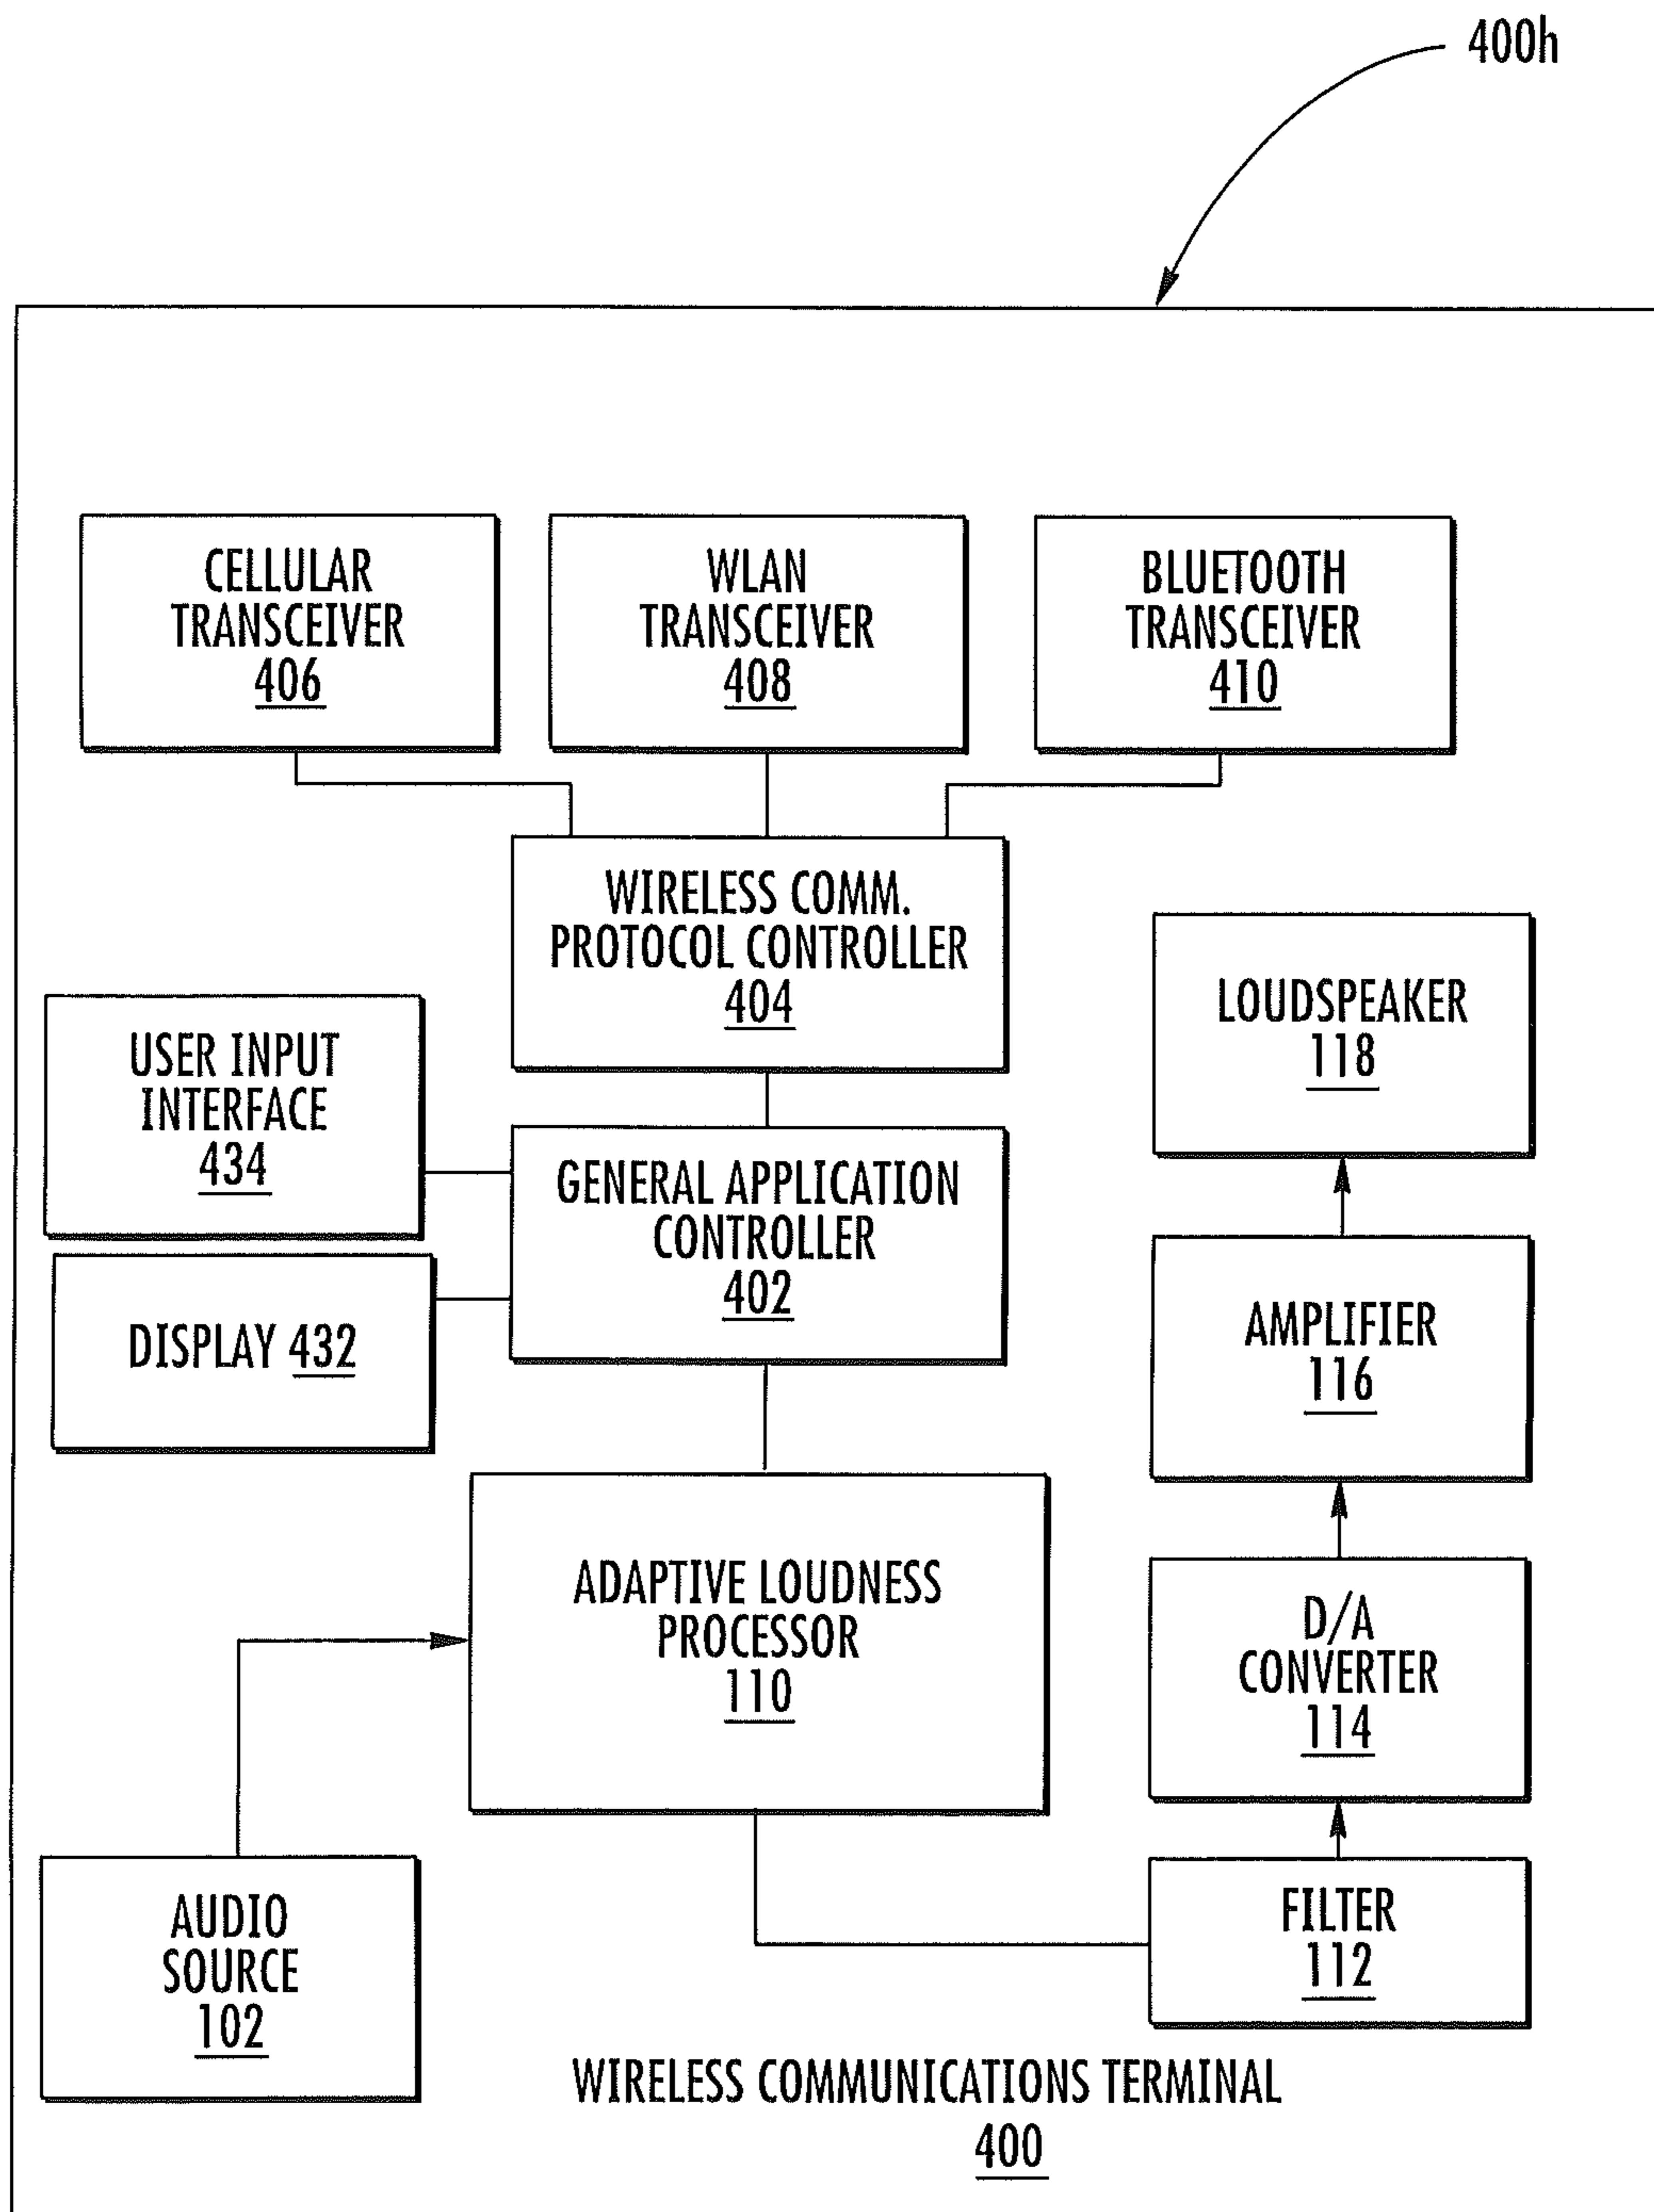 400h
CELLULAR
TRANSCEIVER
406
WLAN
TRANSCEIVER
408
BLUETOOTH
TRANSCEIVER
410
WIRELESS COMM.
PROTOCOL CONTROLLER
404
LOUDSPEAKER
118
USER INPUT
INTERFACE
434
GENERAL APPLICATION
CONTROLLER
402
DISPLAY 432
AMPLIFIER
116
ADAPTIVE LOUDNESS
PROCESSOR
110
D/A
CONVERTER
114
AUDIO
SOURCE
102
FILTER
112
WIRELESS COMMUNICATIONS TERMINAL
400